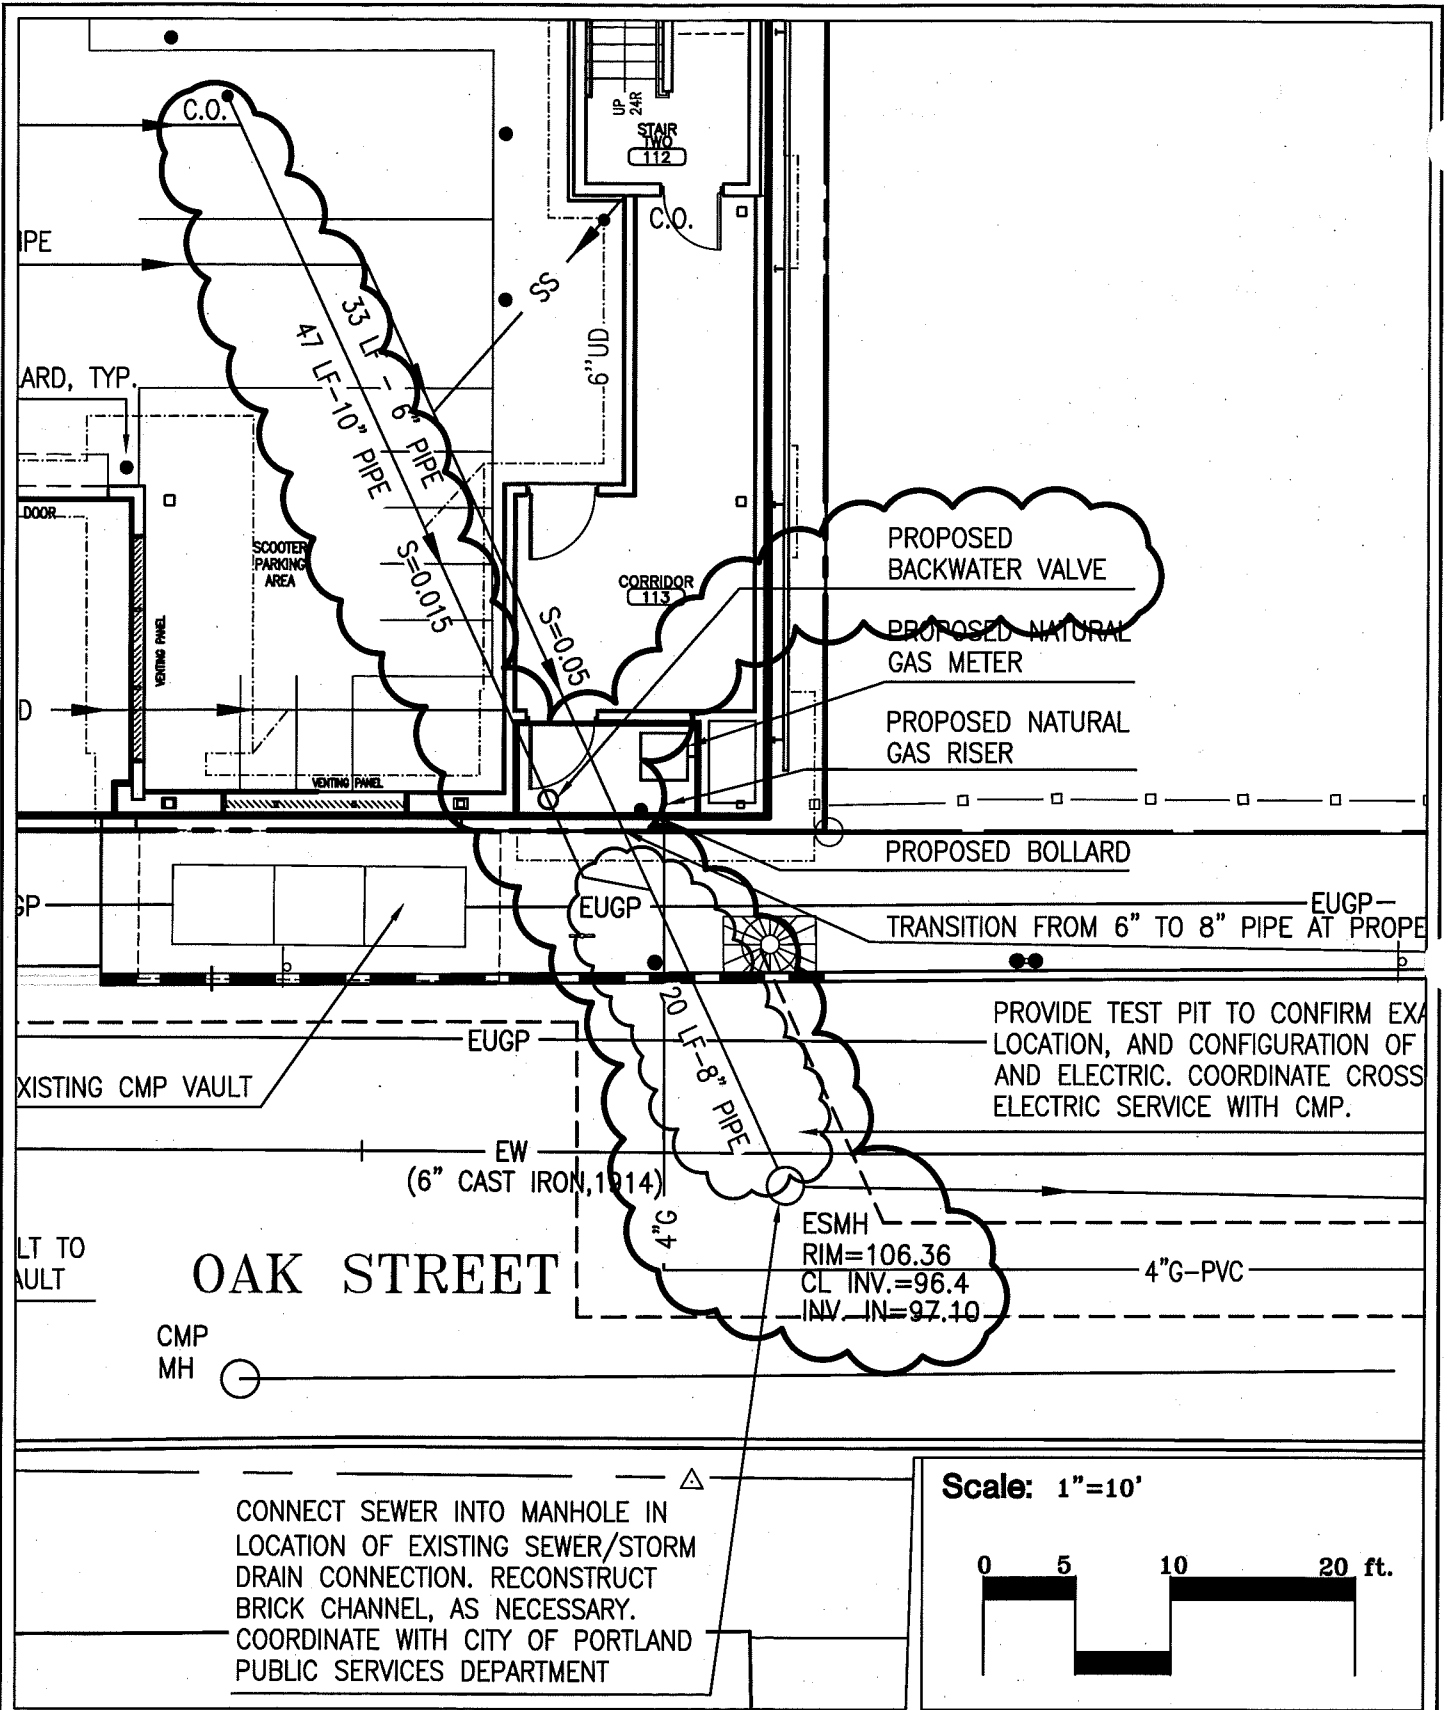 C.O.
UP
24R
STAIR
TWO
112
C.O.
IPE
SS
33 LF - 6" PIPE
47 LF-10" PIPE
6"UD
ARD, TYP.
DOOR
SCOOTER
PARKING
AREA
S=0.015
S=0.05
CORRIDOR
113
PROPOSED
BACKWATER VALVE
PROPOSED NATURAL
GAS METER
VENTING PANEL
D
PROPOSED NATURAL
GAS RISER
VENTING PANEL
PROPOSED BOLLARD
GP
EUGP
EUGP
TRANSITION FROM 6" TO 8" PIPE AT PROPE
20 LF-8" PIPE
PROVIDE TEST PIT TO CONFIRM EXA
LOCATION, AND CONFIGURATION OF
AND ELECTRIC. COORDINATE CROSS
ELECTRIC SERVICE WITH CMP.
EUGP
XISTING CMP VAULT
EW
(6" CAST IRON,1914)
4"G
ESMH
RIM=106.36
CL INV.=96.4
INV. IN=97.10
4"G-PVC
LT TO
AULT
OAK STREET
CMP
MH
CONNECT SEWER INTO MANHOLE IN
LOCATION OF EXISTING SEWER/STORM
DRAIN CONNECTION. RECONSTRUCT
BRICK CHANNEL, AS NECESSARY.
COORDINATE WITH CITY OF PORTLAND
PUBLIC SERVICES DEPARTMENT
Scale: 1"=10'
0 5 10 20 ft.